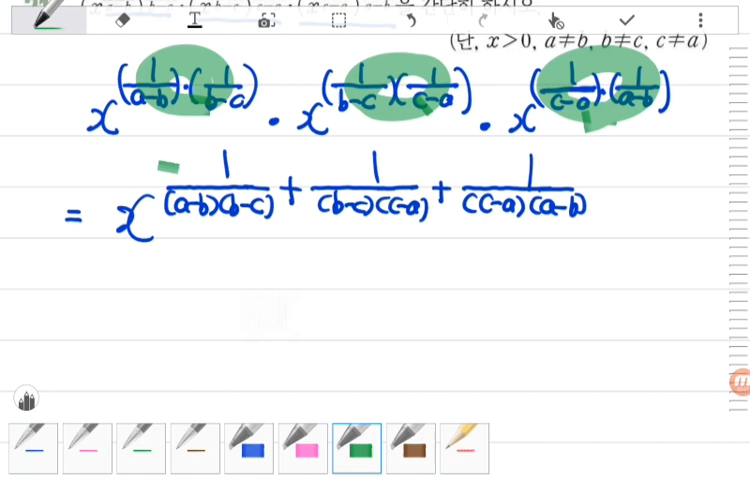 (단, x>0, a≠b, b≠c, c≠a)
x^(1/(a-b))·(1/(b-c)) · x^(1/(b-c))(1/(c-a)) · x^(1/(c-a))·(1/(a-b))
= x^1/(a-b)(b-c) + 1/(b-c)(c-a) + 1/(c-a)(a-b)
T